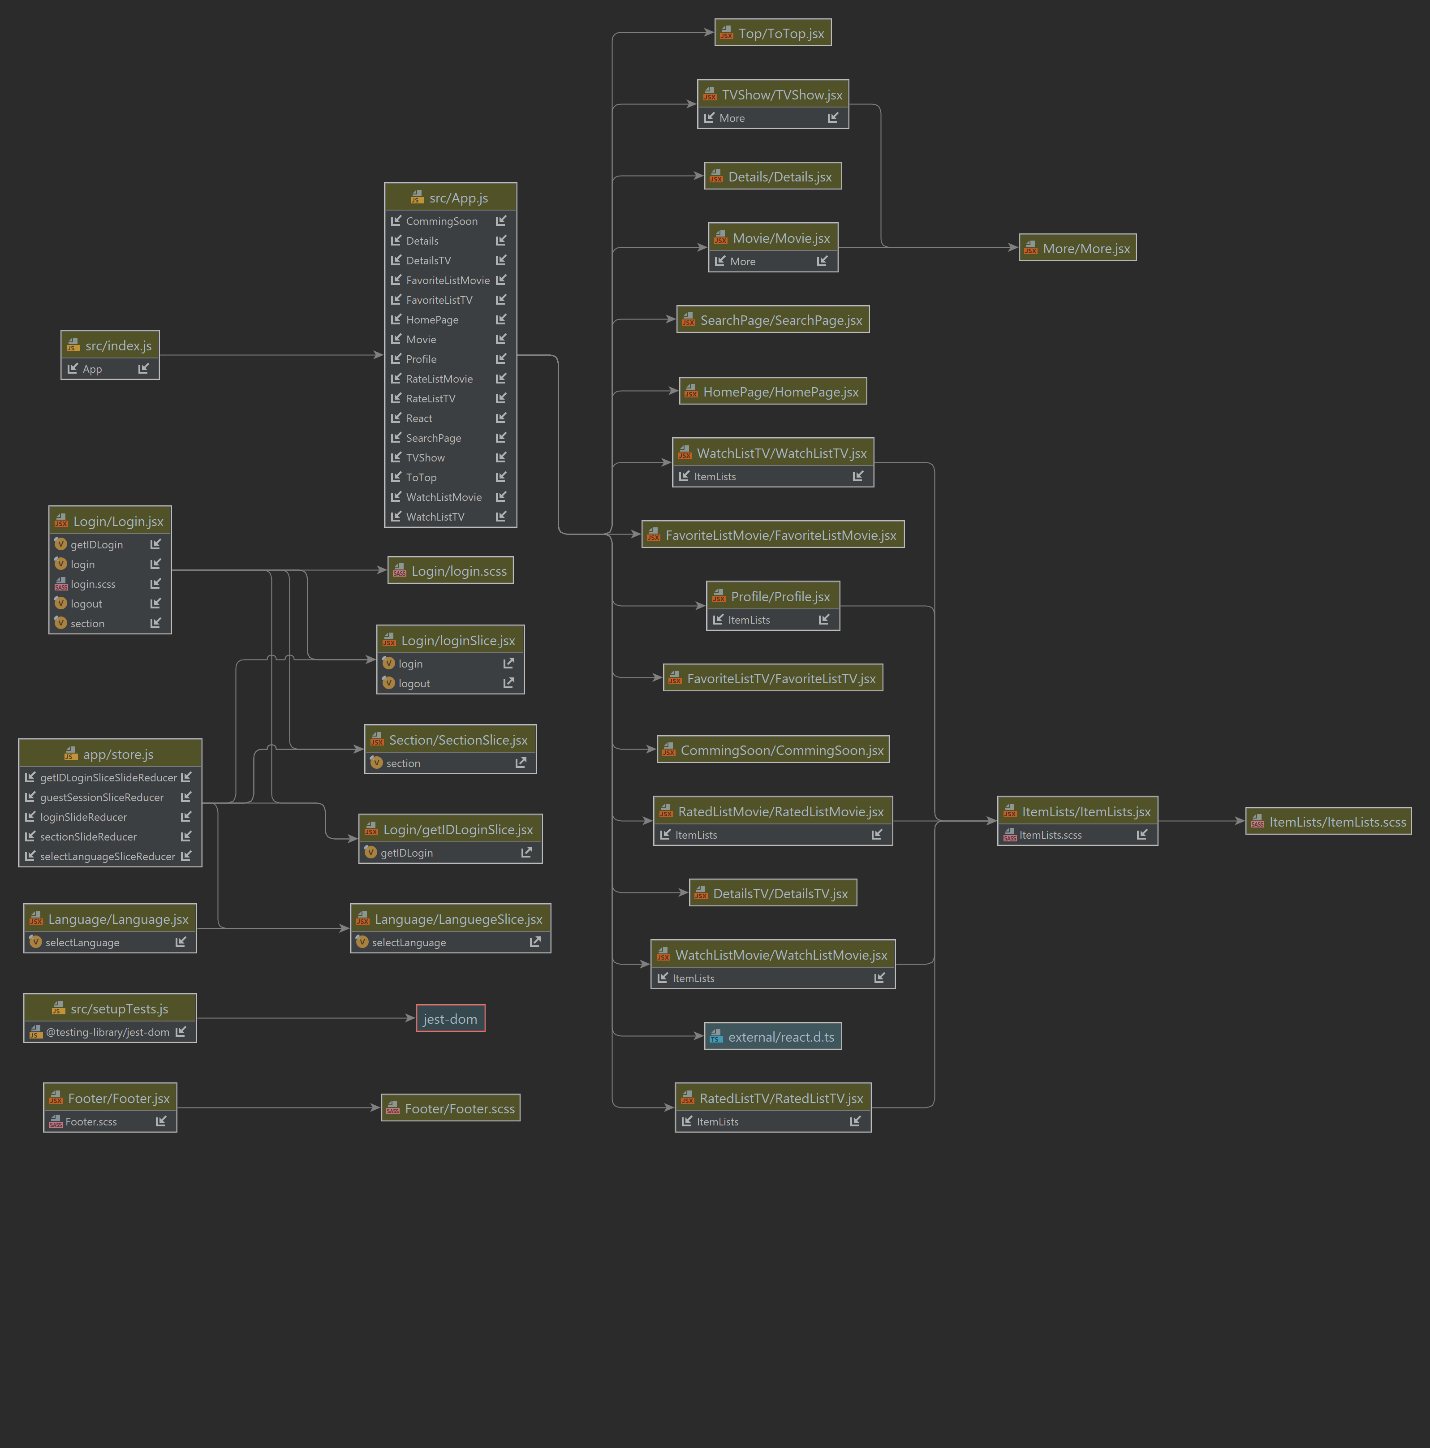 Top/ToTop.jsx
TVShow/TVShow.jsx
More
Details/Details.jsx
Movie/Movie.jsx
More
More/More.jsx
SearchPage/SearchPage.jsx
HomePage/HomePage.jsx
WatchListTV/WatchListTV.jsx
ItemLists
FavoriteListMovie/FavoriteListMovie.jsx
Profile/Profile.jsx
ItemLists
FavoriteListTV/FavoriteListTV.jsx
CommingSoon/CommingSoon.jsx
RatedListMovie/RatedListMovie.jsx
ItemLists
ItemLists/ItemLists.jsx
ItemLists.scss
ItemLists/ItemLists.scss
DetailsTV/DetailsTV.jsx
WatchListMovie/WatchListMovie.jsx
ItemLists
external/react.d.ts
RatedListTV/RatedListTV.jsx
ItemLists
src/App.js
CommingSoon
Details
DetailsTV
FavoriteListMovie
FavoriteListTV
HomePage
Movie
Profile
RateListMovie
RateListTV
React
SearchPage
TVShow
ToTop
WatchListMovie
WatchListTV
src/index.js
App
Login/Login.jsx
getIDLogin
login
login.scss
logout
section
Login/login.scss
Login/loginSlice.jsx
login
logout
Section/SectionSlice.jsx
section
app/store.js
getIDLoginSliceSlideReducer
guestSessionSliceReducer
loginSlideReducer
sectionSlideReducer
selectLanguageSliceReducer
Login/getIDLoginSlice.jsx
getIDLogin
Language/Language.jsx
selectLanguage
Language/LanguegeSlice.jsx
selectLanguage
src/setupTests.js
@testing-library/jest-dom
jest-dom
Footer/Footer.jsx
Footer.scss
Footer/Footer.scss